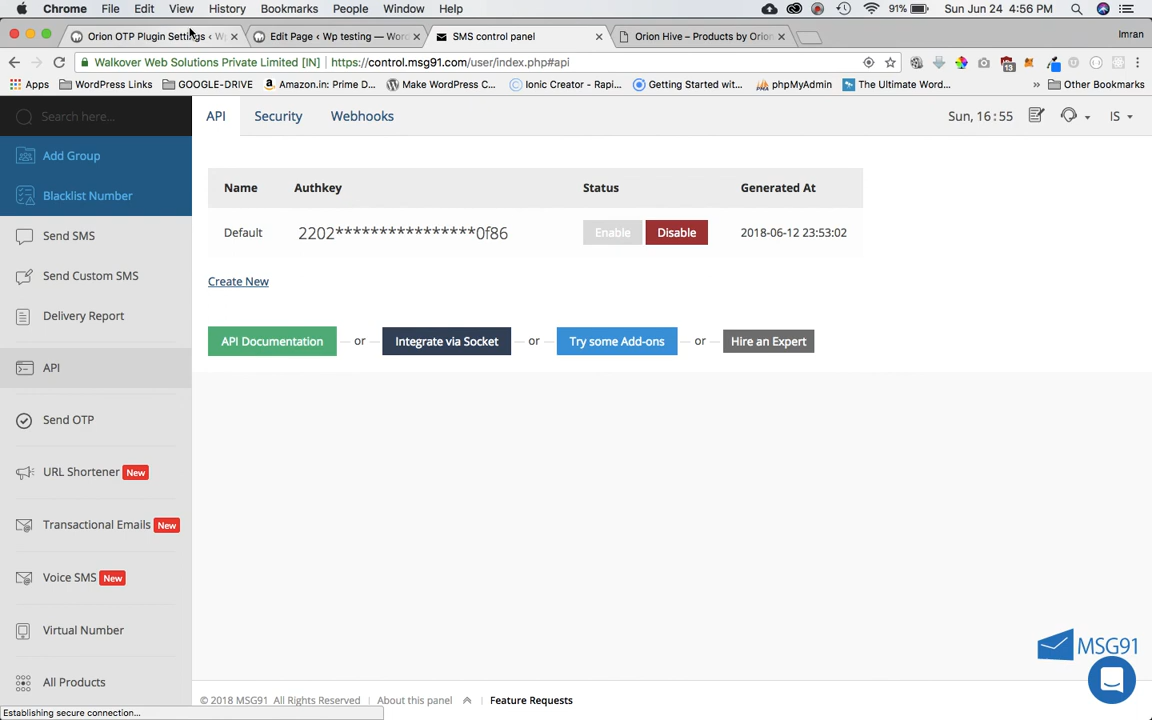 Chrome File Edit View History Bookmarks People Window Help 91% Sun Jun 24 4:56 PM
Orion OTP Plugin Settings ‹ Wp Edit Page ‹ Wp testing — Word SMS control panel Orion Hive – Products by Orion Imran
Walkover Web Solutions Private Limited [IN] https://control.msg91.com/user/index.php#api 13
Apps WordPress Links GOOGLE-DRIVE Amazon.in: Prime D... Make WordPress C... Ionic Creator - Rapi... Getting Started wit... phpMyAdmin The Ultimate Word... » Other Bookmarks
Search here... API Security Webhooks Sun, 16:55 IS
Add Group
Blacklist Number
Send SMS
Send Custom SMS
Delivery Report
API
Send OTP
URL Shortener New
Transactional Emails New
Voice SMS New
Virtual Number
All Products
Name Authkey Status Generated At
Default 2202****************0f86 Enable Disable 2018-06-12 23:53:02
Create New
API Documentation or Integrate via Socket or Try some Add-ons or Hire an Expert
MSG91
© 2018 MSG91 All Rights Reserved | About this panel | Feature Requests
Establishing secure connection...